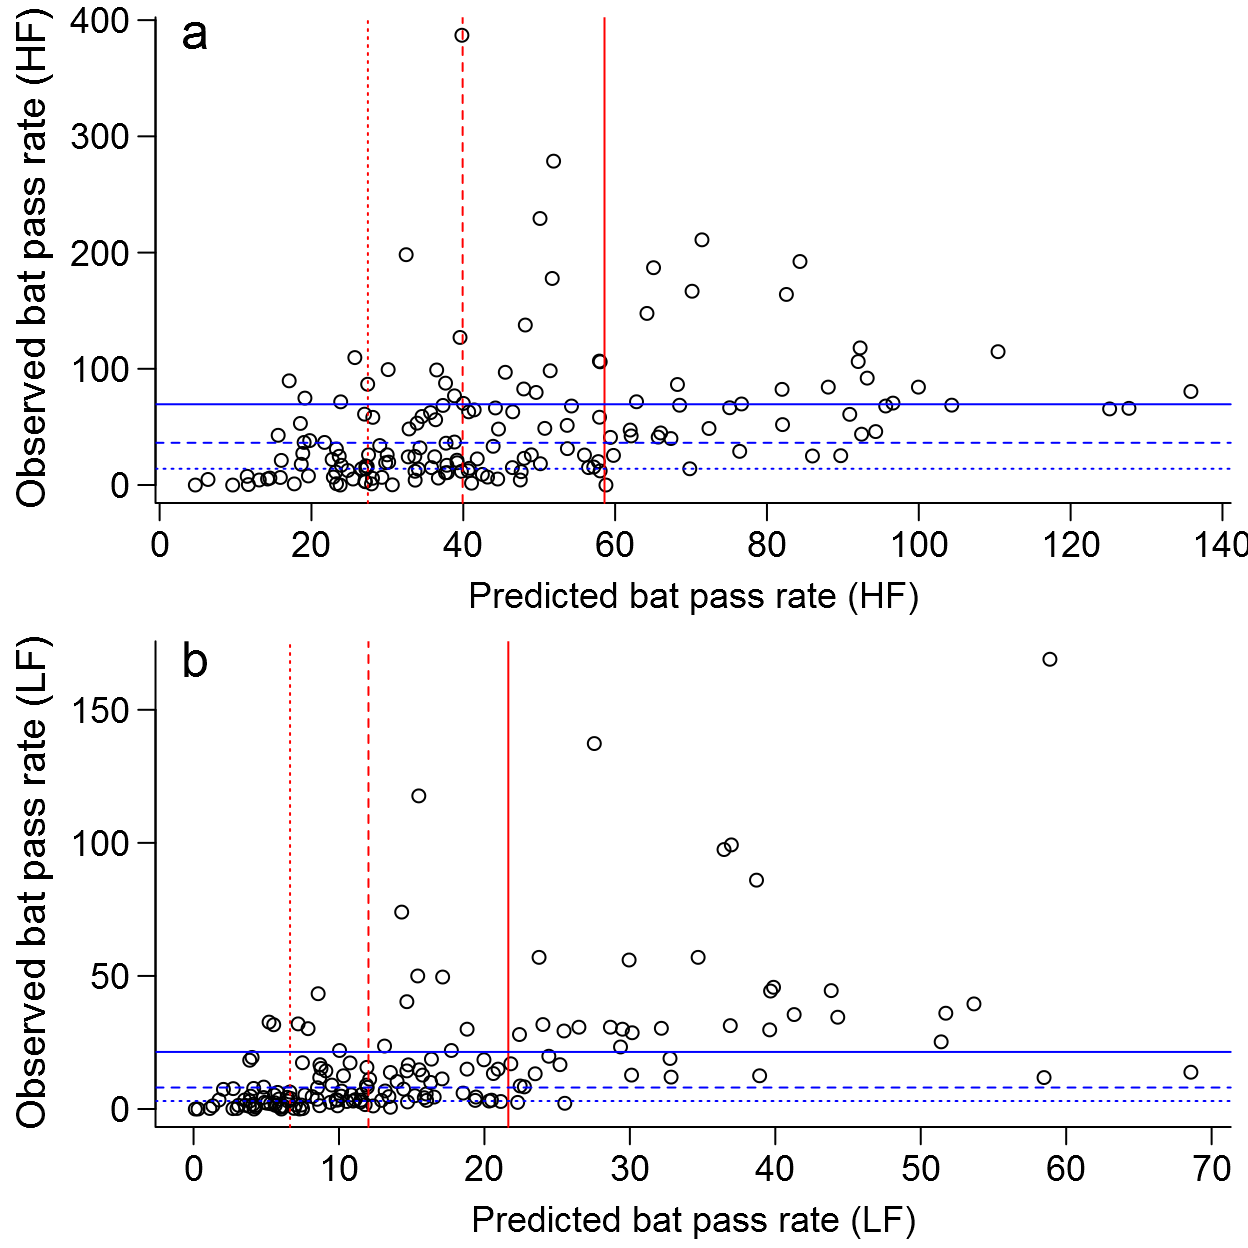 a
Observed bat pass rate (HF)
400
300
200
100
0
0 20 40 60 80 100 120 140
Predicted bat pass rate (HF)
b
Observed bat pass rate (LF)
150
100
50
0
0 10 20 30 40 50 60 70
Predicted bat pass rate (LF)